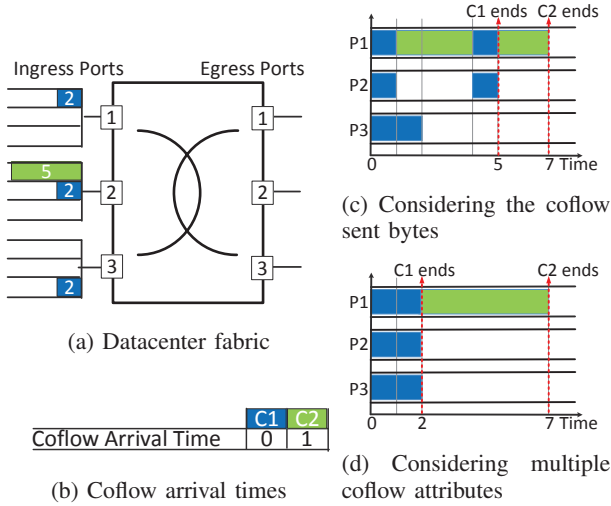 Ingress Ports Egress Ports
2
1 1
5
2
2 2
3 3
2
(a) Datacenter fabric
C1 C2
Coflow Arrival Time 0 1
(b) Coflow arrival times
C1 ends C2 ends
P1
P2
P3
0 5 7 Time
(c) Considering the coflow
sent bytes
C1 ends C2 ends
P1
P2
P3
0 2 7 Time
(d) Considering multiple
coflow attributes